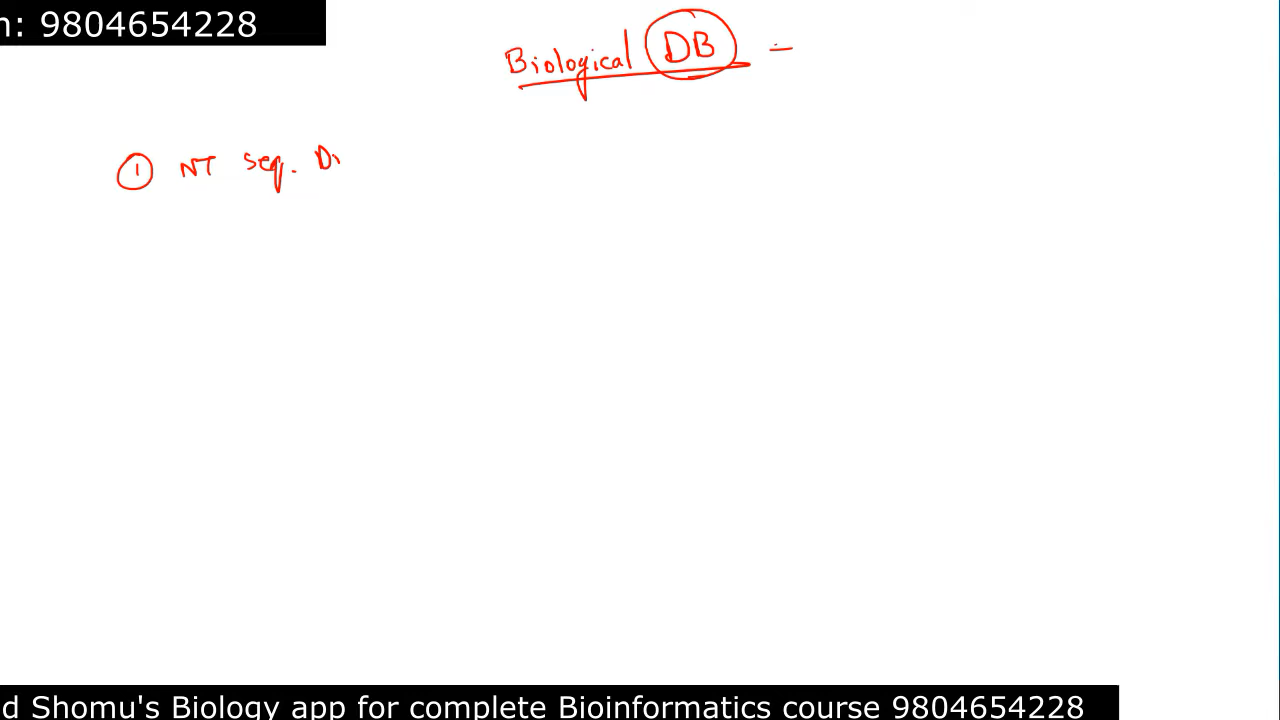 n: 9804654228
Biological DB -
① NT seq. D
d Shomu's Biology app for complete Bioinformatics course 9804654228